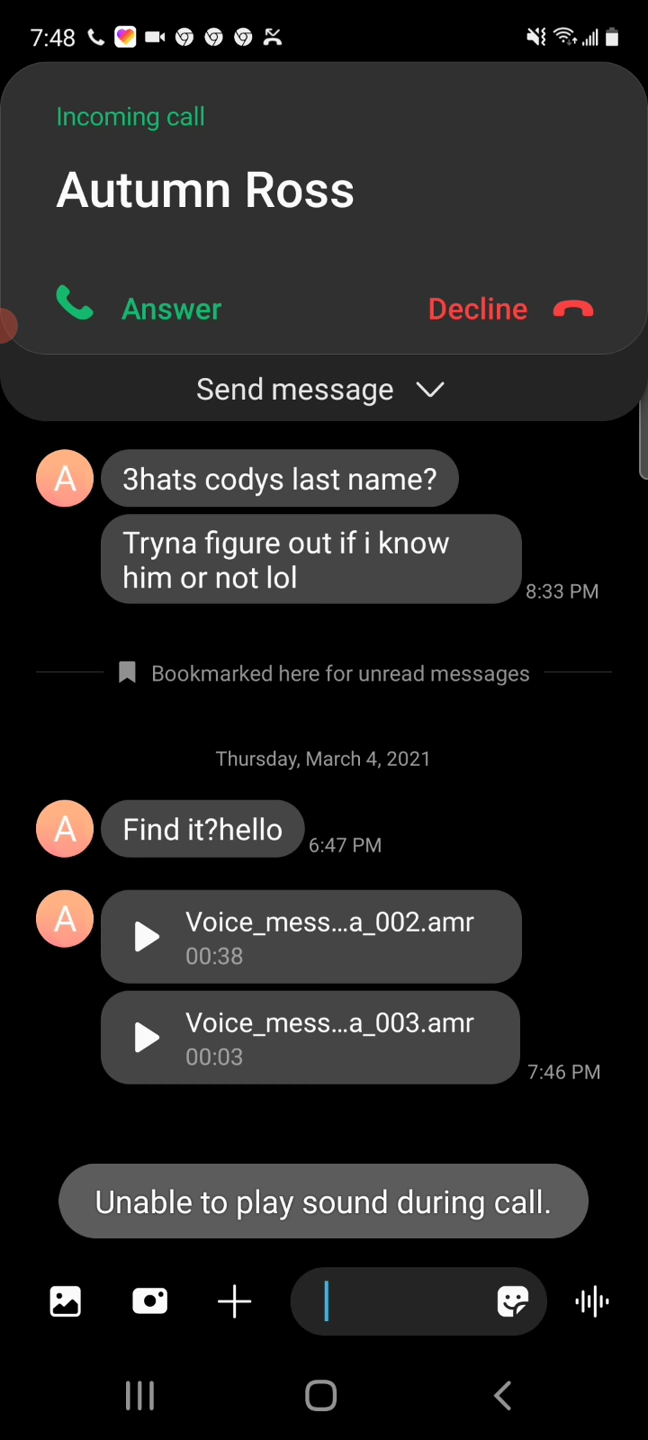 7:48
Incoming call
Autumn Ross
Answer
Decline
Send message
A
3hats codys last name?
Tryna figure out if i know
him or not lol
8:33 PM
Bookmarked here for unread messages
Thursday, March 4, 2021
A
Find it?hello
6:47 PM
A
Voice_mess...a_002.amr
00:38
Voice_mess...a_003.amr
00:03
7:46 PM
Unable to play sound during call.